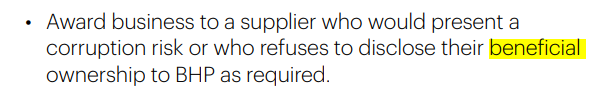 • Award business to a supplier who would present a
corruption risk or who refuses to disclose their beneficial
ownership to BHP as required.